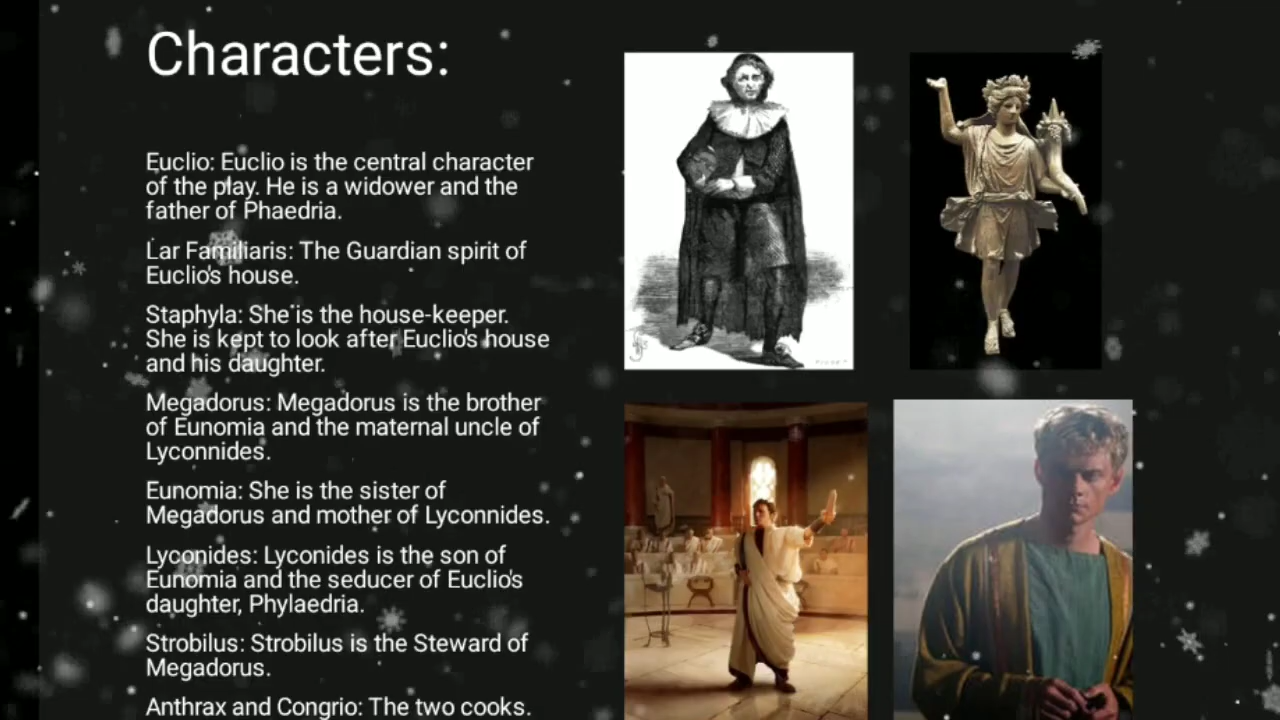 Characters:
Euclio: Euclio is the central character
of the play. He is a widower and the
father of Phaedria.
Lar Familiaris: The Guardian spirit of
Euclio's house.
Staphyla: She is the house-keeper.
She is kept to look after Euclio's house
and his daughter.
Megadorus: Megadorus is the brother
of Eunomia and the maternal uncle of
Lyconnides.
Eunomia: She is the sister of
Megadorus and mother of Lyconnides.
Lyconides: Lyconides is the son of
Eunomia and the seducer of Euclio's
daughter, Phylaedria.
Strobilus: Strobilus is the Steward of
Megadorus.
Anthrax and Congrio: The two cooks.